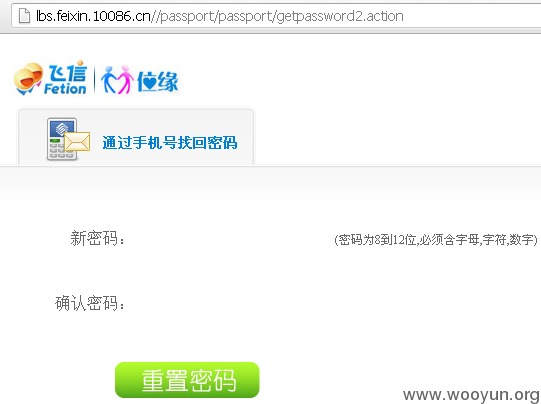 lbs.feixin.10086.cn//passport/passport/getpassword2.action
飞信 Fetion 位缘
通过手机号找回密码
新密码: (密码为8到12位,必须含字母,字符,数字)
确认密码:
重置密码
www.wooyun.org